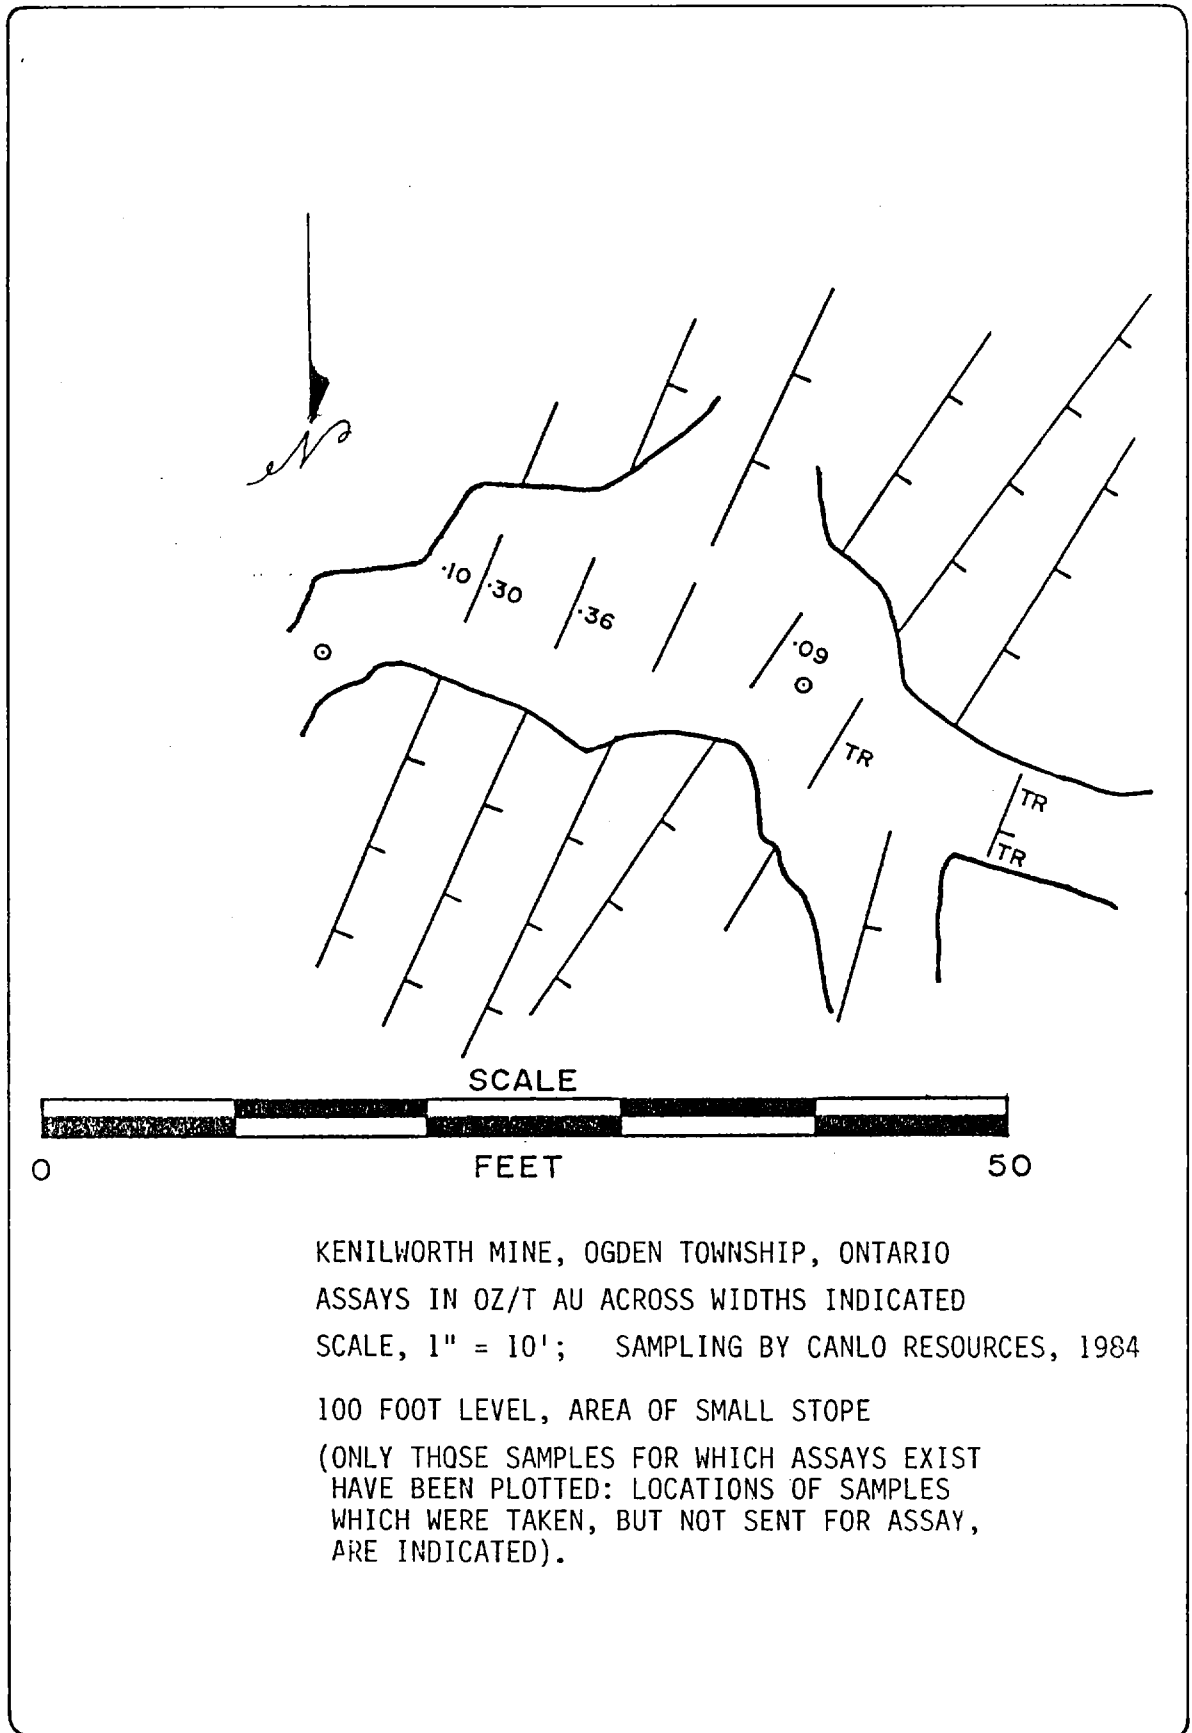 N
.10 .30
.36
.09
TR
TR
TR
SCALE
0 FEET 50
KENILWORTH MINE, OGDEN TOWNSHIP, ONTARIO
ASSAYS IN OZ/T AU ACROSS WIDTHS INDICATED
SCALE, 1" = 10'; SAMPLING BY CANLO RESOURCES, 1984
100 FOOT LEVEL, AREA OF SMALL STOPE
(ONLY THOSE SAMPLES FOR WHICH ASSAYS EXIST
HAVE BEEN PLOTTED: LOCATIONS OF SAMPLES
WHICH WERE TAKEN, BUT NOT SENT FOR ASSAY,
ARE INDICATED).